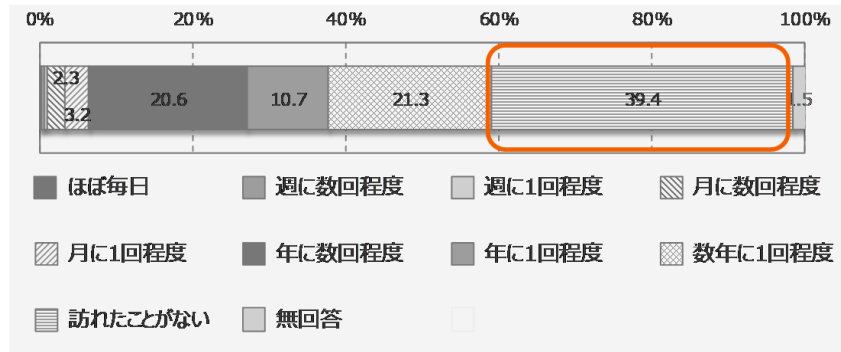 0% 20% 40% 60% 80% 100%
2.3
3.2 20.6 10.7 21.3 39.4 1.5
ほぼ毎日 週に数回程度 週に1回程度 月に数回程度
月に1回程度 年に数回程度 年に1回程度 数年に1回程度
訪れたことがない 無回答